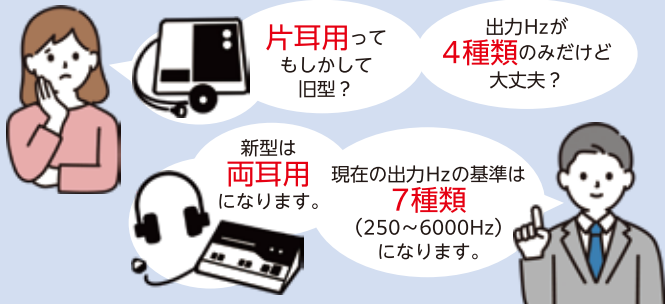 片耳用って
もしかして
旧型？
出力Hzが
4種類のみだけど
大丈夫？
新型は
両耳用
になります。
現在の出力Hzの基準は
7種類
（250～6000Hz）
になります。